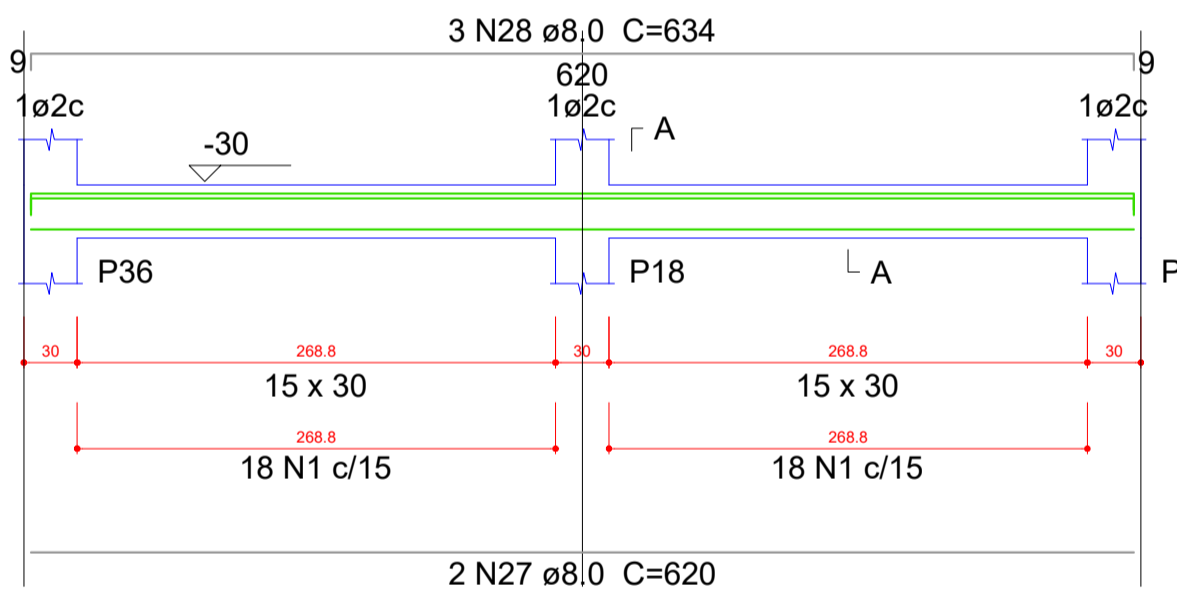 3 N28 ø8.0 C=634
9 620 9
1ø2c 1ø2c 1ø2c
-30 A
P36 P18 A P
30 268.8 30 268.8 30
15 x 30 15 x 30
268.8 268.8
18 N1 c/15 18 N1 c/15
2 N27 ø8.0 C=620